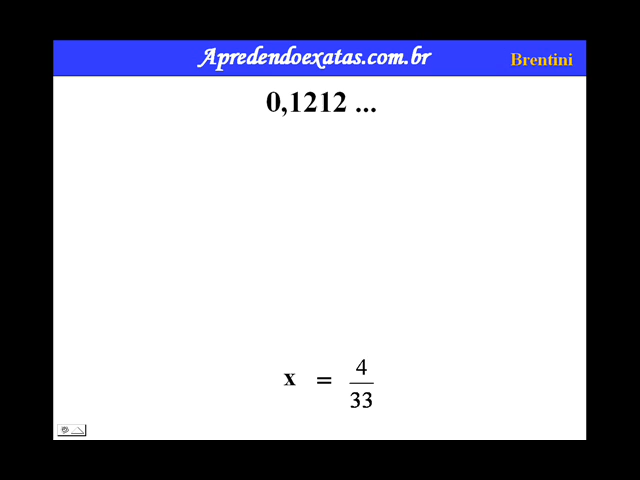 Apredendoexatas.com.br
Brentini
0,1212 ...
x = 4
33